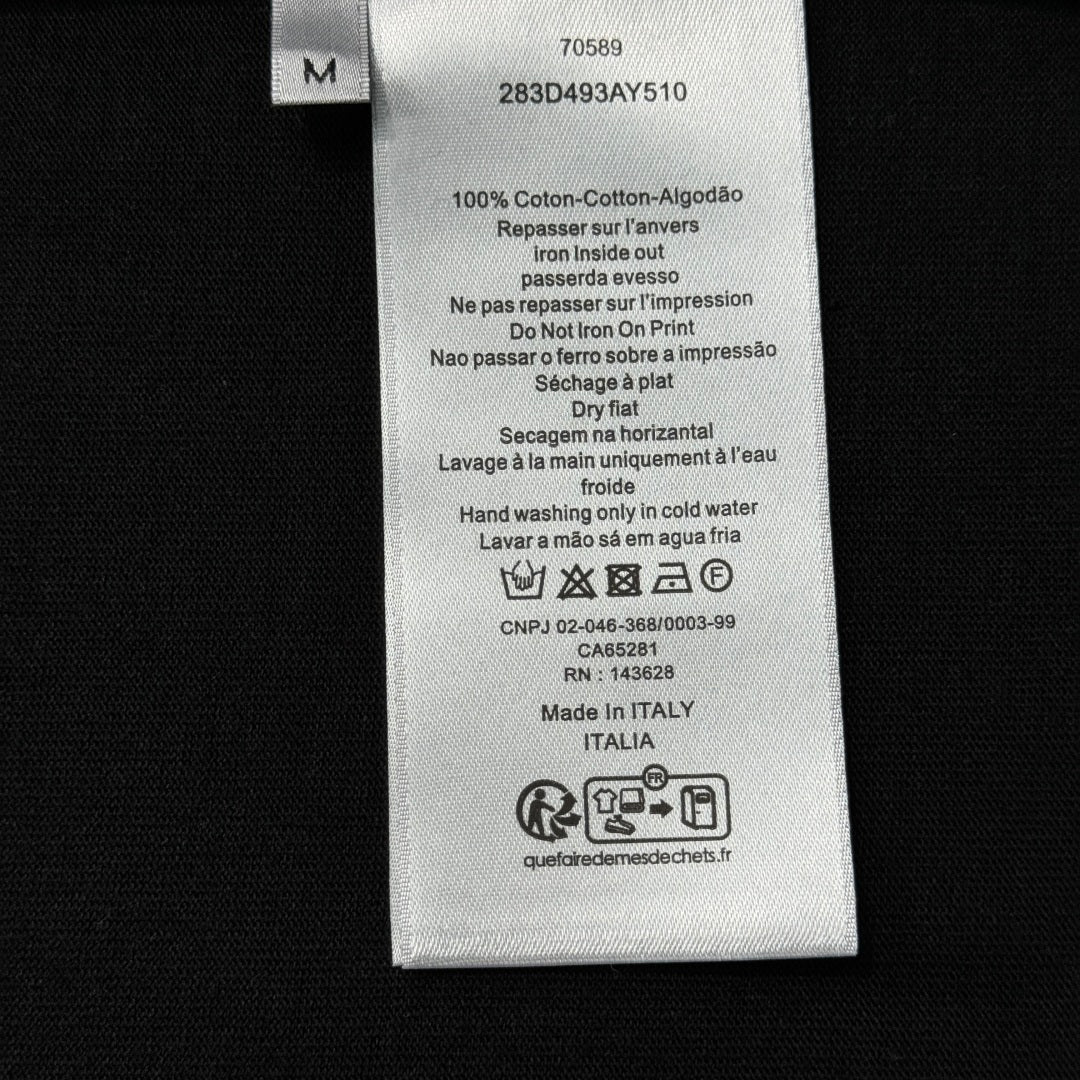 M
70589
283D493AY510
100% Coton-Cotton-Algodão
Repasser sur l'anvers
iron Inside out
passerda evesso
Ne pas repasser sur l'impression
Do Not Iron On Print
Nao passar o ferro sobre a impressão
Séchage à plat
Dry fiat
Secagem na horizantal
Lavage à la main uniquement à l'eau
froide
Hand washing only in cold water
Lavar a mão sá em agua fria
F
CNPJ 02-046-368/0003-99
CA65281
RN : 143628
Made In ITALY
ITALIA
FR
quefairedemesdechets.fr